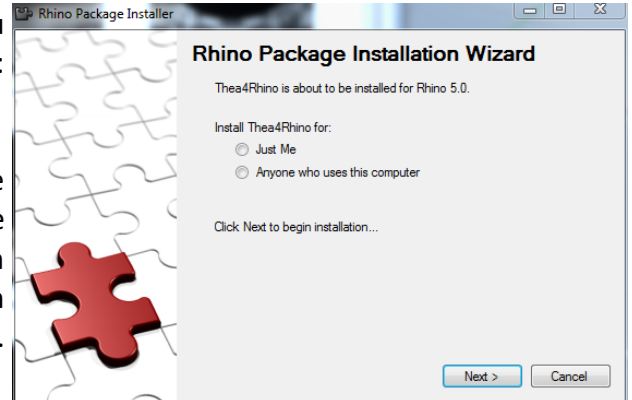 Rhino Package Installer
Rhino Package Installation Wizard
Thea4Rhino is about to be installed for Rhino 5.0.
Install Thea4Rhino for:
Just Me
Anyone who uses this computer
Click Next to begin installation...
Next >
Cancel